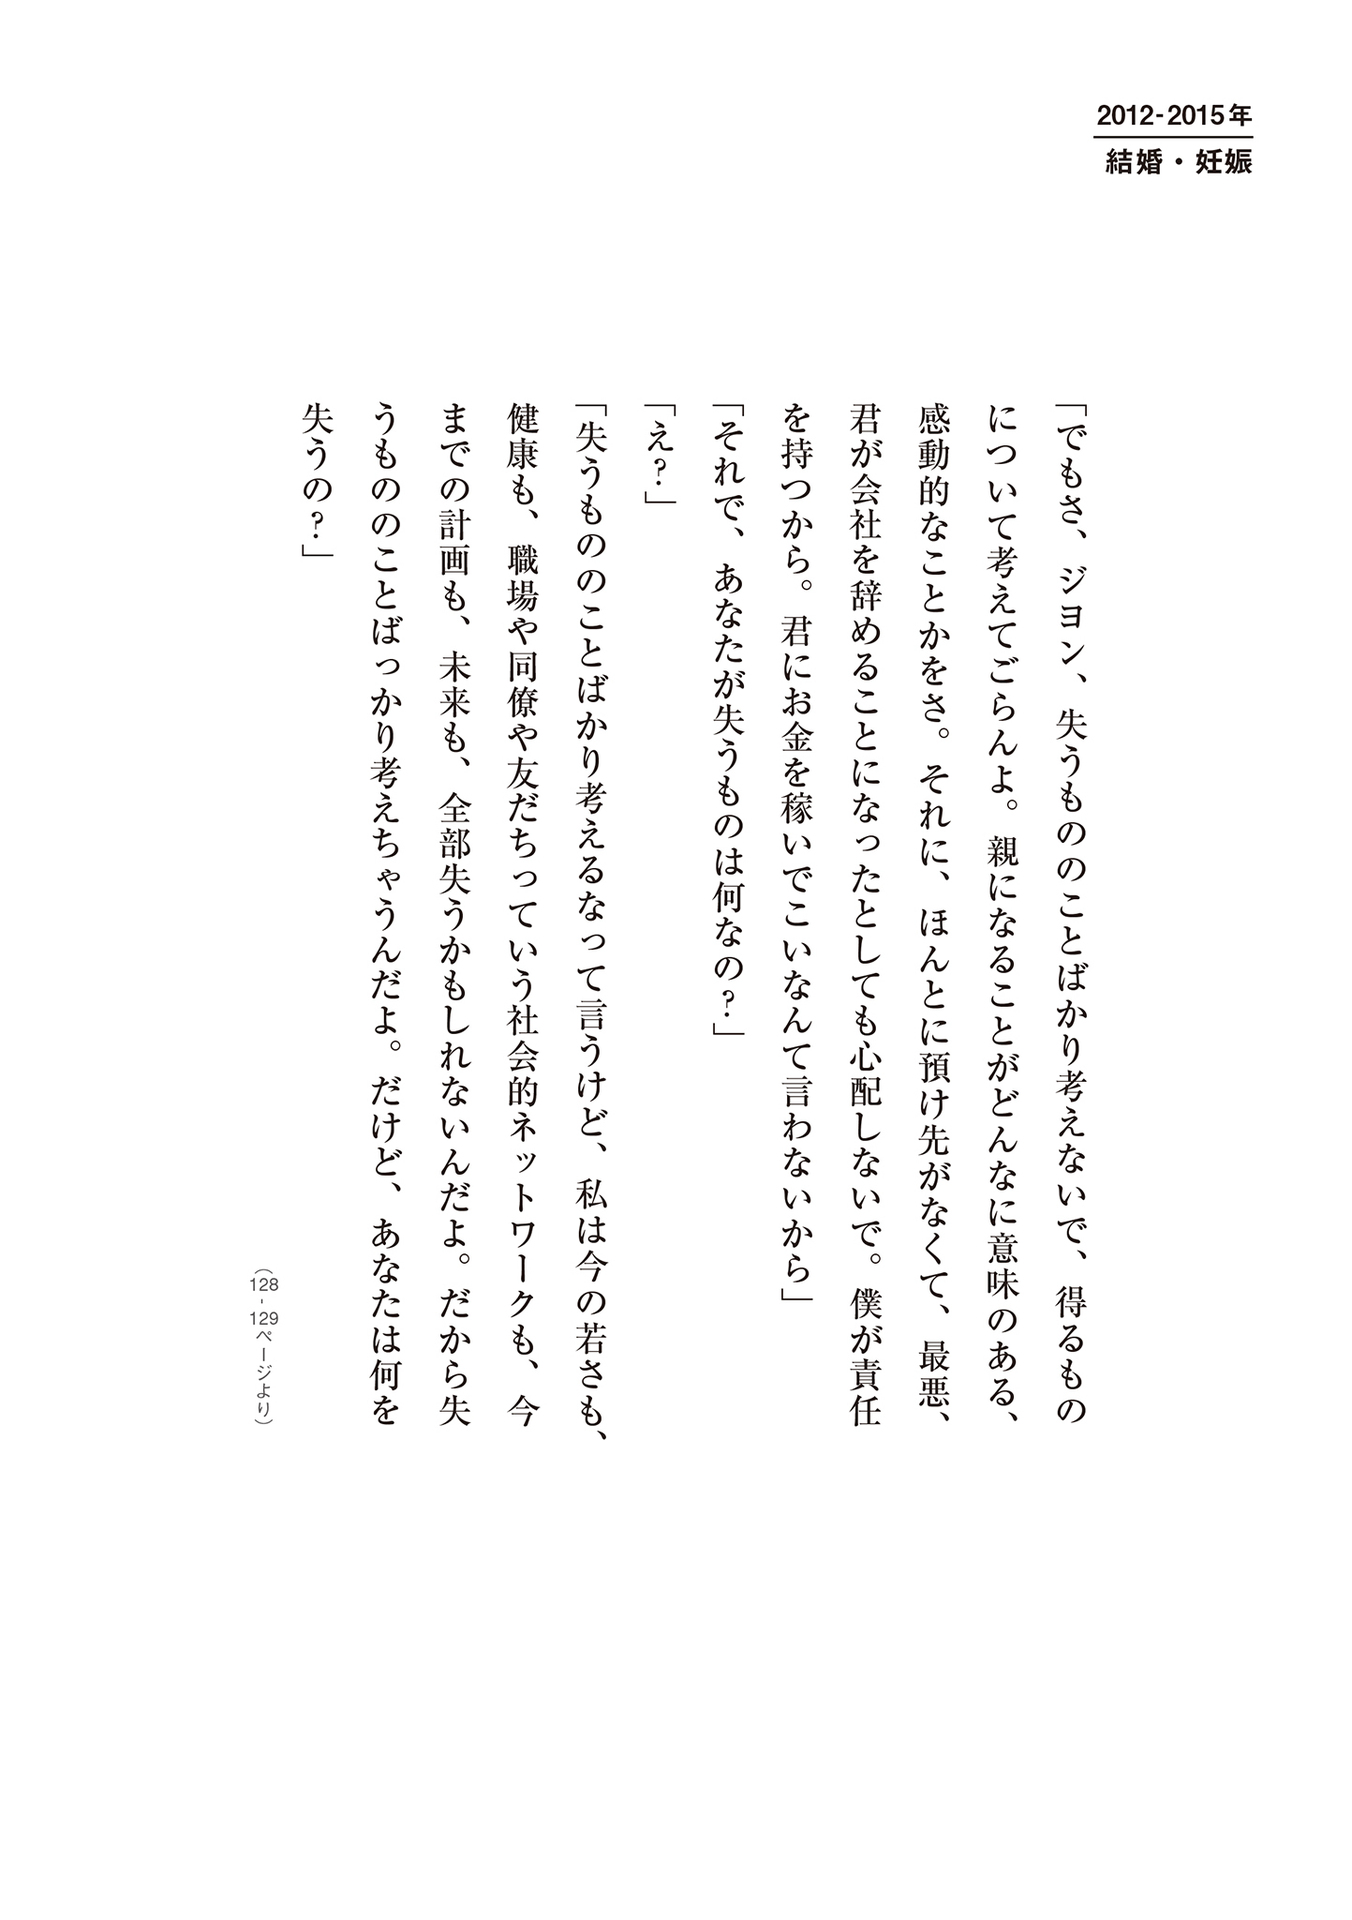 2012-2015年
結婚・妊娠
「でもさ、ジヨン、失うもののことばかり考えないで、得るもの
について考えてごらんよ。親になることがどんなに意味のある、
感動的なことかをさ。それに、ほんとに預け先がなくて、最悪、
君が会社を辞めることになったとしても心配しないで。僕が責任
を持つから。君にお金を稼いでこいなんて言わないから」
「それで、あなたが失うものは何なの？」
「え？」
「失うもののことばかり考えるなって言うけど、私は今の若さも、
健康も、職場や同僚や友だちっていう社会的ネットワークも、今
までの計画も、未来も、全部失うかもしれないんだよ。だから失
うもののことばっかり考えちゃうんだよ。だけど、あなたは何を
失うの？」
（128-129ページより）